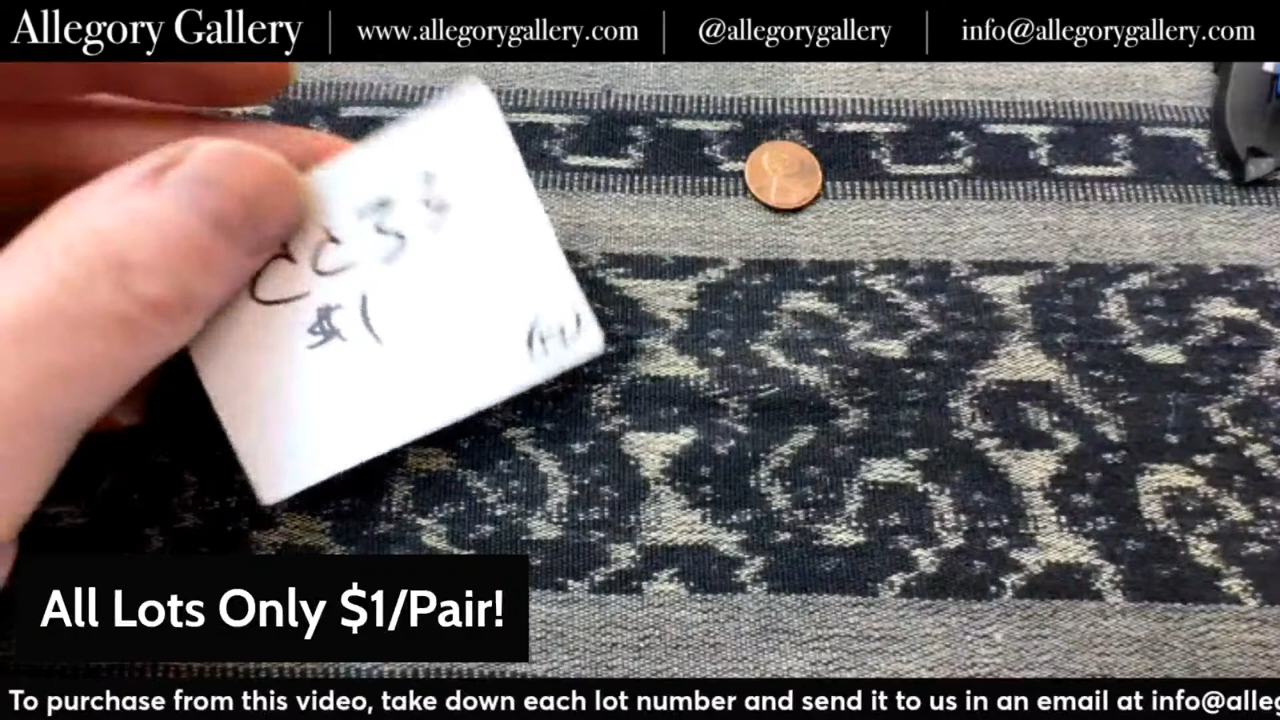 Allegory Gallery | www.allegorygallery.com | @allegorygallery | info@allegorygallery.com
$1
All Lots Only $1/Pair!
To purchase from this video, take down each lot number and send it to us in an email at info@alleg